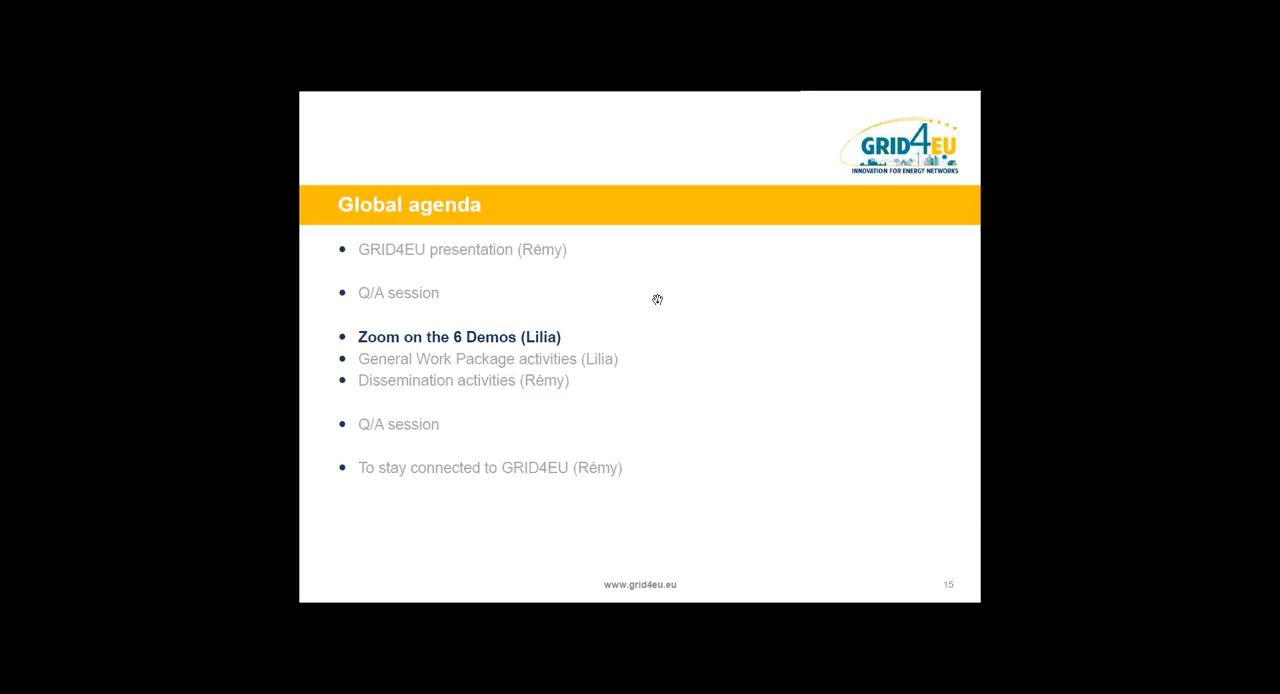 GRID4EU
INNOVATION FOR ENERGY NETWORKS
Global agenda
• GRID4EU presentation (Rémy)
• Q/A session
• Zoom on the 6 Demos (Lilia)
• General Work Package activities (Lilia)
• Dissemination activities (Rémy)
• Q/A session
• To stay connected to GRID4EU (Rémy)
www.grid4eu.eu
15